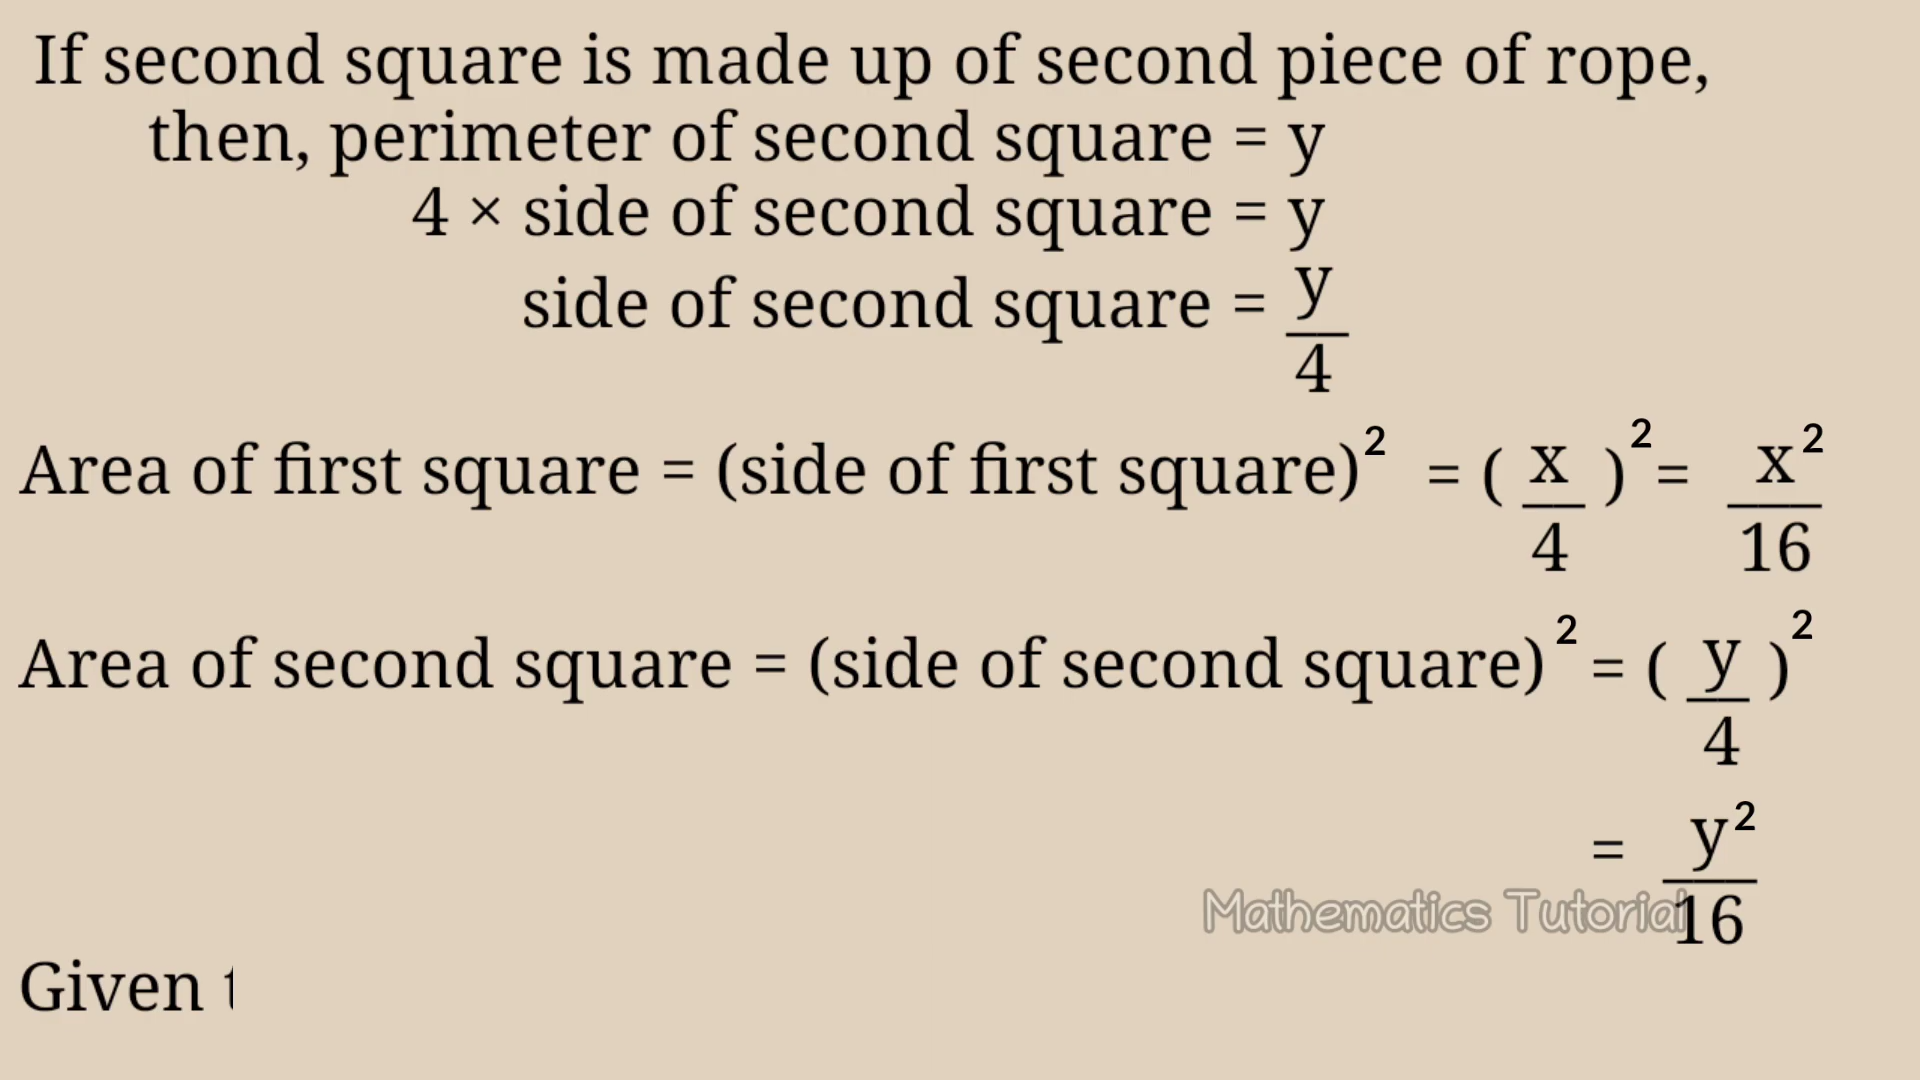 If second square is made up of second piece of rope,
then, perimeter of second square = y
4 × side of second square = y
side of second square = y/4
Area of first square = (side of first square)² = (x/4)² = x²/16
Area of second square = (side of second square)² = (y/4)²
= y²/16
Mathematics Tutorial
Given